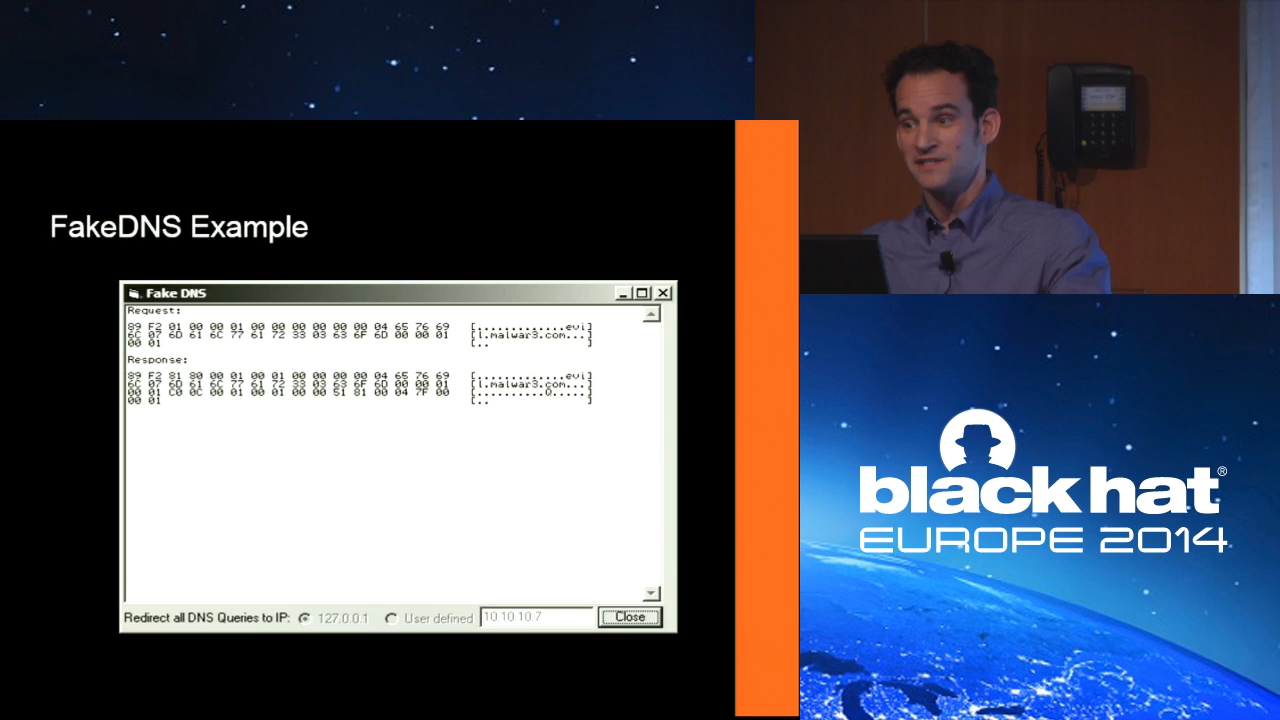 FakeDNS Example
Fake DNS
Request:
89 F2 01 00 00 01 00 00 00 00 00 00 04 65 76 69 [.............evi]
6C 07 6D 61 6C 77 61 72 33 03 63 6F 6D 00 00 01 [l.malwar3.com...]
00 01 [.. ]
Response:
89 F2 81 80 00 01 00 01 00 00 00 00 04 65 76 69 [.............evi]
6C 07 6D 61 6C 77 61 72 33 03 63 6F 6D 00 00 01 [l.malwar3.com...]
00 01 C0 0C 00 01 00 01 00 00 51 81 00 04 7F 00 [..........Q.....]
00 01 [.. ]
Redirect all DNS Queries to IP: 127.0.0.1 User defined 10.10.10.7 Close
black hat®
EUROPE 2014